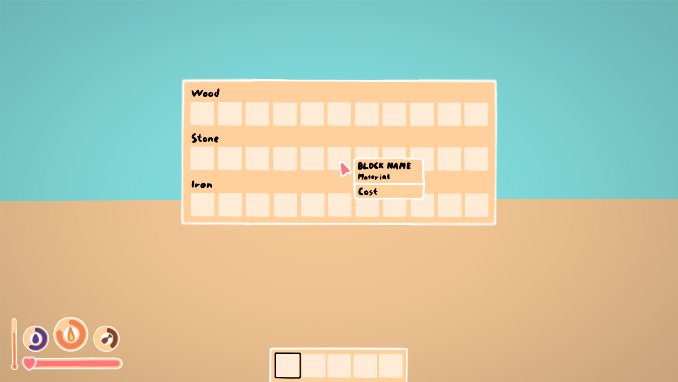 Wood
Stone
BLOCK NAME
Material
Iron
Cost